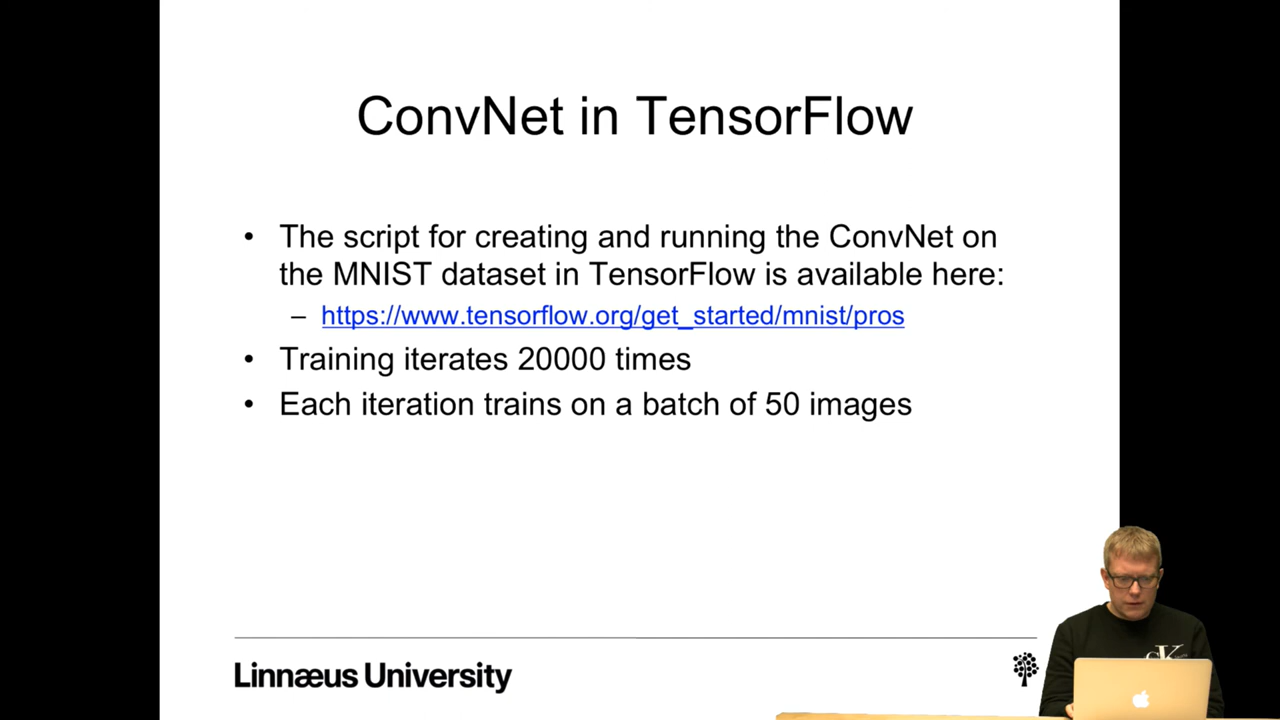 ConvNet in TensorFlow
• The script for creating and running the ConvNet on
the MNIST dataset in TensorFlow is available here:
– https://www.tensorflow.org/get_started/mnist/pros
• Training iterates 20000 times
• Each iteration trains on a batch of 50 images
Linnæus University
CK